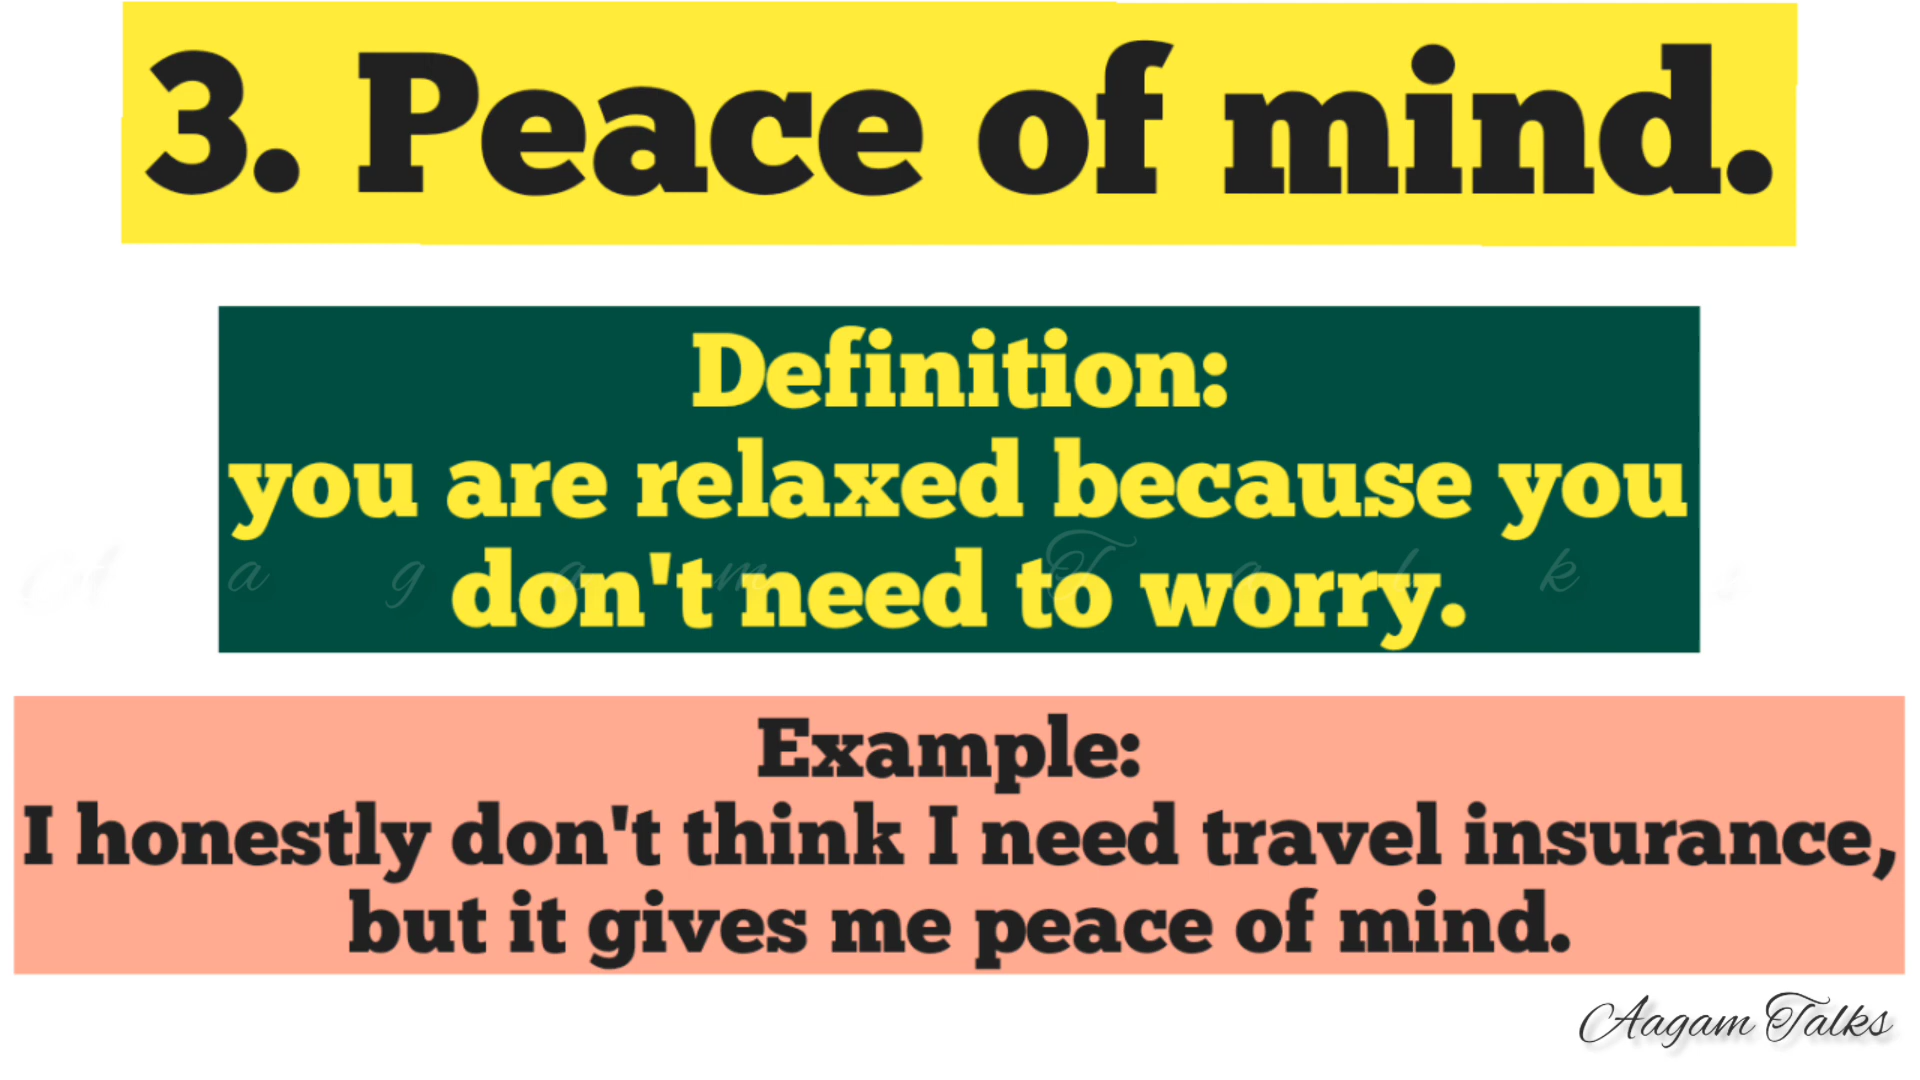 3. Peace of mind.
Definition:
you are relaxed because you
don't need to worry.
Example:
I honestly don't think I need travel insurance,
but it gives me peace of mind.
Aagam Talks